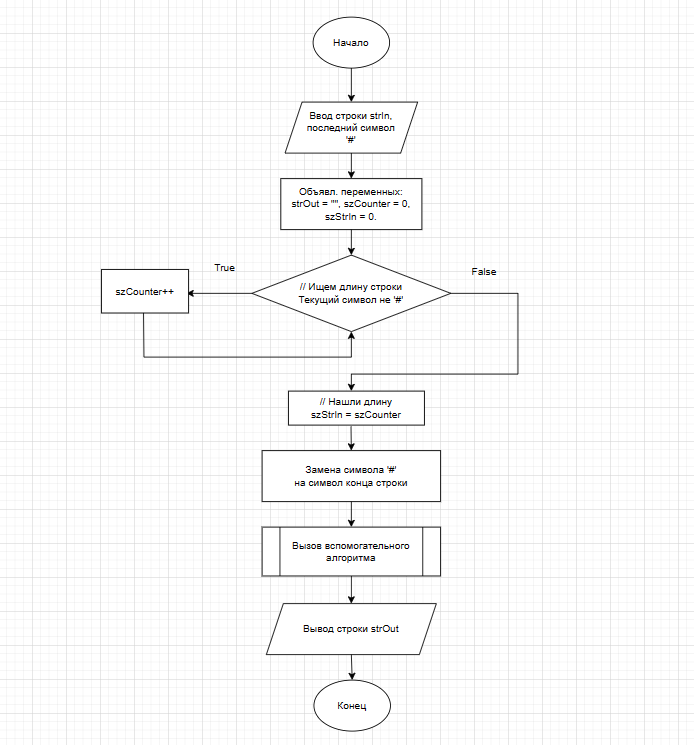 Начало
Ввод строки strIn,
последний символ
'#'
Объявл. переменных:
strOut = "", szCounter = 0,
szStrIn = 0.
True
False
szCounter++
// Ищем длину строки
Текущий символ не '#'
// Нашли длину
szStrIn = szCounter
Замена символа '#'
на символ конца строки
Вызов вспомогательного
алгоритма
Вывод строки strOut
Конец